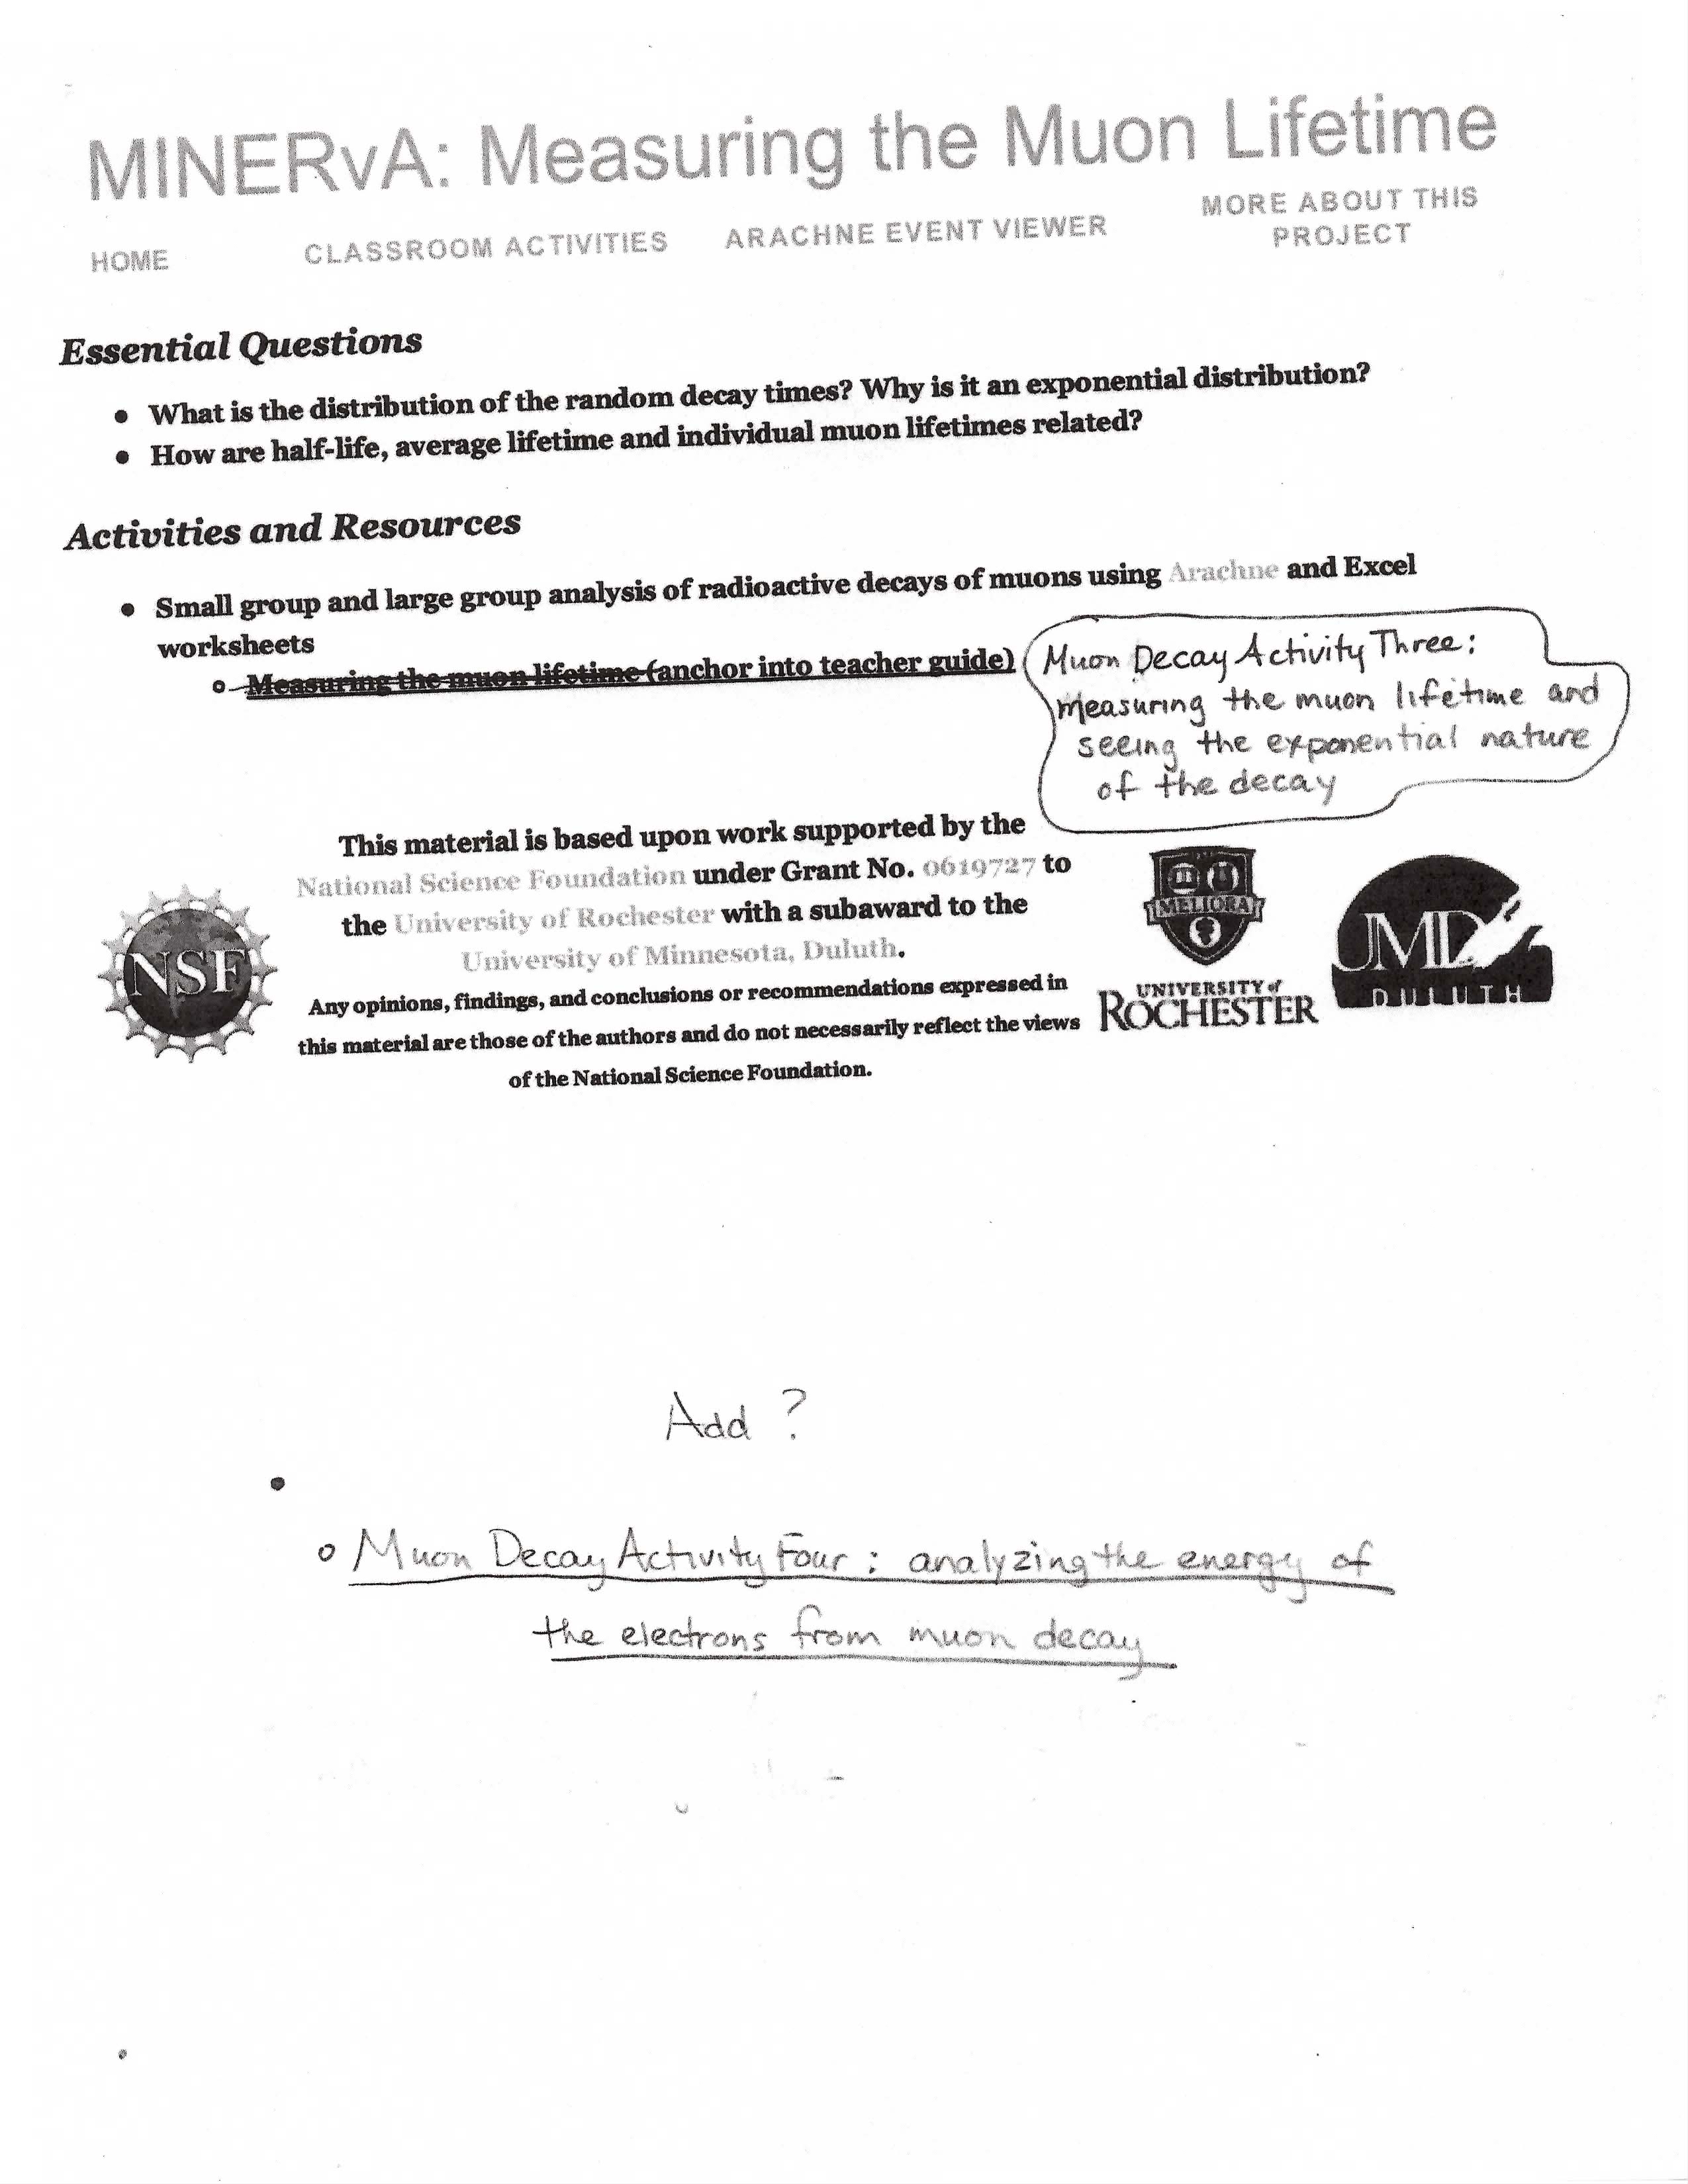 MINERvA: Measuring the Muon Lifetime
HOME CLASSROOM ACTIVITIES ARACHNE EVENT VIEWER MORE ABOUT THIS PROJECT
Essential Questions
• What is the distribution of the random decay times? Why is it an exponential distribution?
• How are half-life, average lifetime and individual muon lifetimes related?
Activities and Resources
• Small group and large group analysis of radioactive decays of muons using Arachne and Excel
worksheets
o Measuring the muon lifetime (anchor into teacher guide)
Muon Decay Activity Three:
measuring the muon lifetime and
seeing the exponential nature
of the decay
This material is based upon work supported by the
National Science Foundation under Grant No. 0619727 to
the University of Rochester with a subaward to the
University of Minnesota, Duluth.
Any opinions, findings, and conclusions or recommendations expressed in
this material are those of the authors and do not necessarily reflect the views
of the National Science Foundation.
NSF
MELIORA
UNIVERSITY of
ROCHESTER
UMD
DULUTH
Add ?
•
o Muon Decay Activity Four: analyzing the energy of
the electrons from muon decay